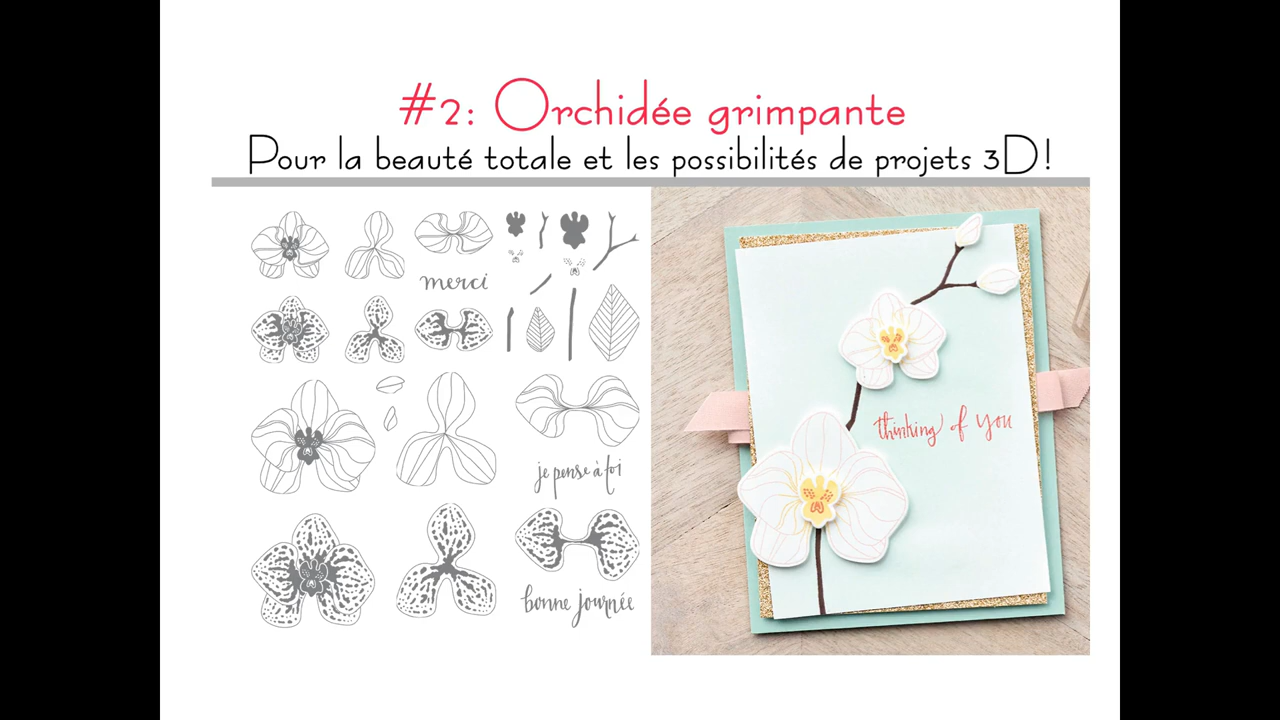 #2: Orchidée grimpante
Pour la beauté totale et les possibilités de projets 3D!
merci
je pense à toi
bonne journée
thinking of you